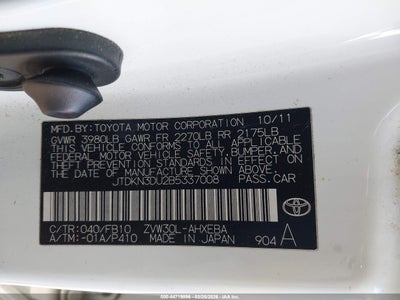 MFD.BY:TOYOTA MOTOR CORPORATION 10/11
GVWR 3980LB GAWR FR 2270LB RR 2175LB
THIS VEHICLE CONFORMS TO ALL APPLICABLE
FEDERAL MOTOR VEHICLE SAFETY, BUMPER, AND
THEFT PREVENTION STANDARDS IN EFFECT ON
THE DATE OF MANUFACTURE SHOWN ABOVE.
JTDKN3DU2B5337008 PASS.CAR
C/TR:040/FB10 ZVW30L-AHXEBA
A/TM:-01A/P410 MADE IN JAPAN 904 A